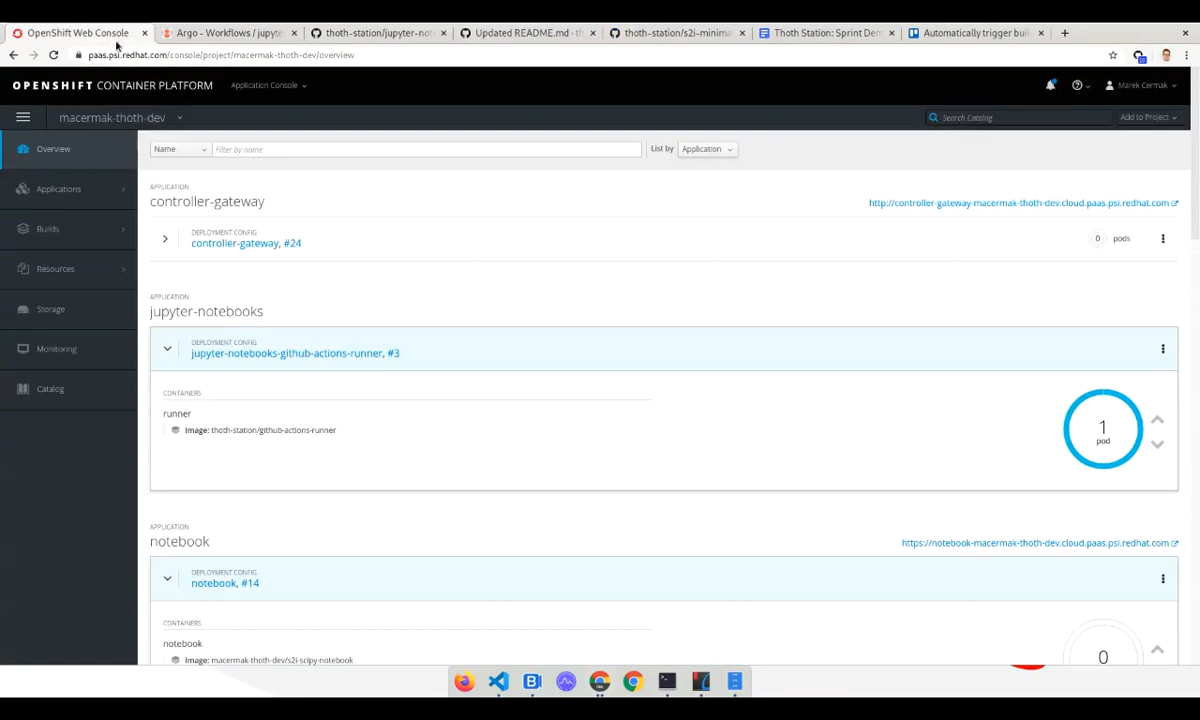 OpenShift Web Console
Argo - Workflows / jupyte
thoth-station/jupyter-not
Updated README.md · th
thoth-station/s2i-minima
Thoth Station: Sprint Dem
Automatically trigger buil
paas.psi.redhat.com/console/project/macermak-thoth-dev/overview
OPENSHIFT CONTAINER PLATFORM
Application Console
Marek Cermak
macermak-thoth-dev
Search Catalog
Add to Project
Overview
Applications
Builds
Resources
Storage
Monitoring
Catalog
Name
Filter by name
List by
Application
APPLICATION
controller-gateway
http://controller-gateway-macermak-thoth-dev.cloud.paas.psi.redhat.com
DEPLOYMENT CONFIG
controller-gateway, #24
0 pods
APPLICATION
jupyter-notebooks
DEPLOYMENT CONFIG
jupyter-notebooks-github-actions-runner, #3
CONTAINERS
runner
Image: thoth-station/github-actions-runner
1
pod
APPLICATION
notebook
https://notebook-macermak-thoth-dev.cloud.paas.psi.redhat.com
DEPLOYMENT CONFIG
notebook, #14
CONTAINERS
notebook
Image: macermak-thoth-dev/s2i-scipy-notebook
0